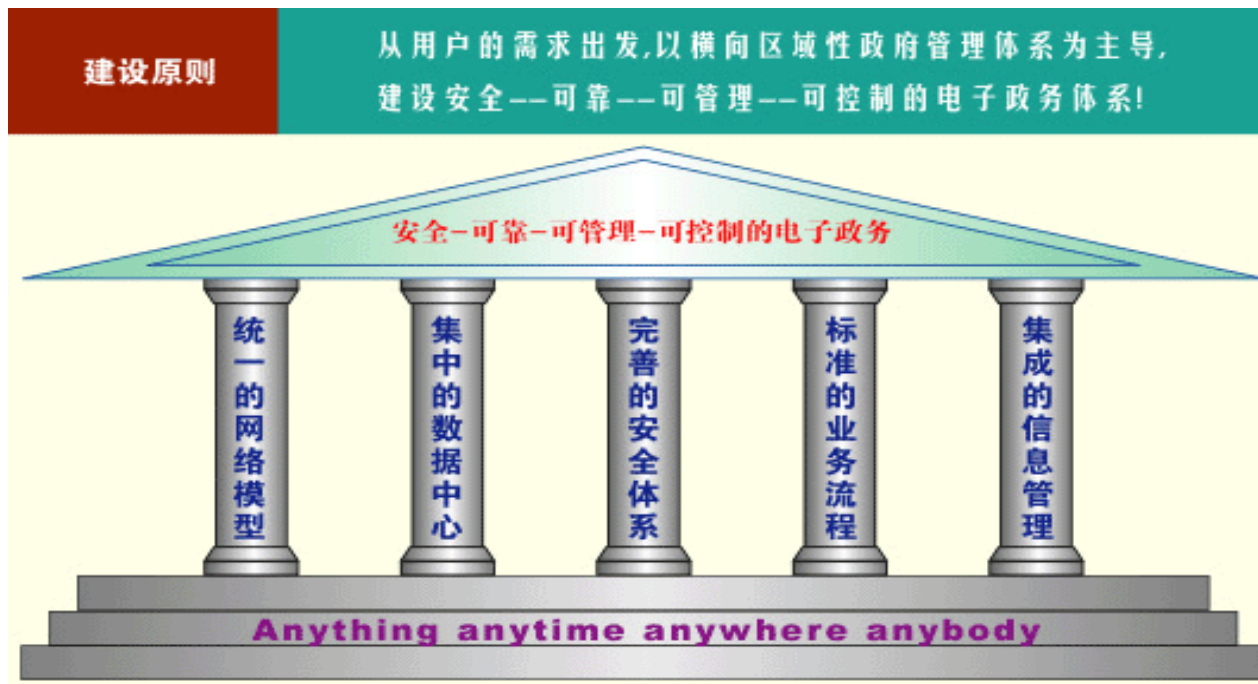 建设原则
从用户的需求出发,以横向区域性政府管理体系为主导,
建设安全--可靠--可管理--可控制的电子政务体系!
安全-可靠-可管理-可控制的电子政务
统一的网络模型
集中的数据中心
完善的安全体系
标准的业务流程
集成的信息管理
Anything anytime anywhere anybody